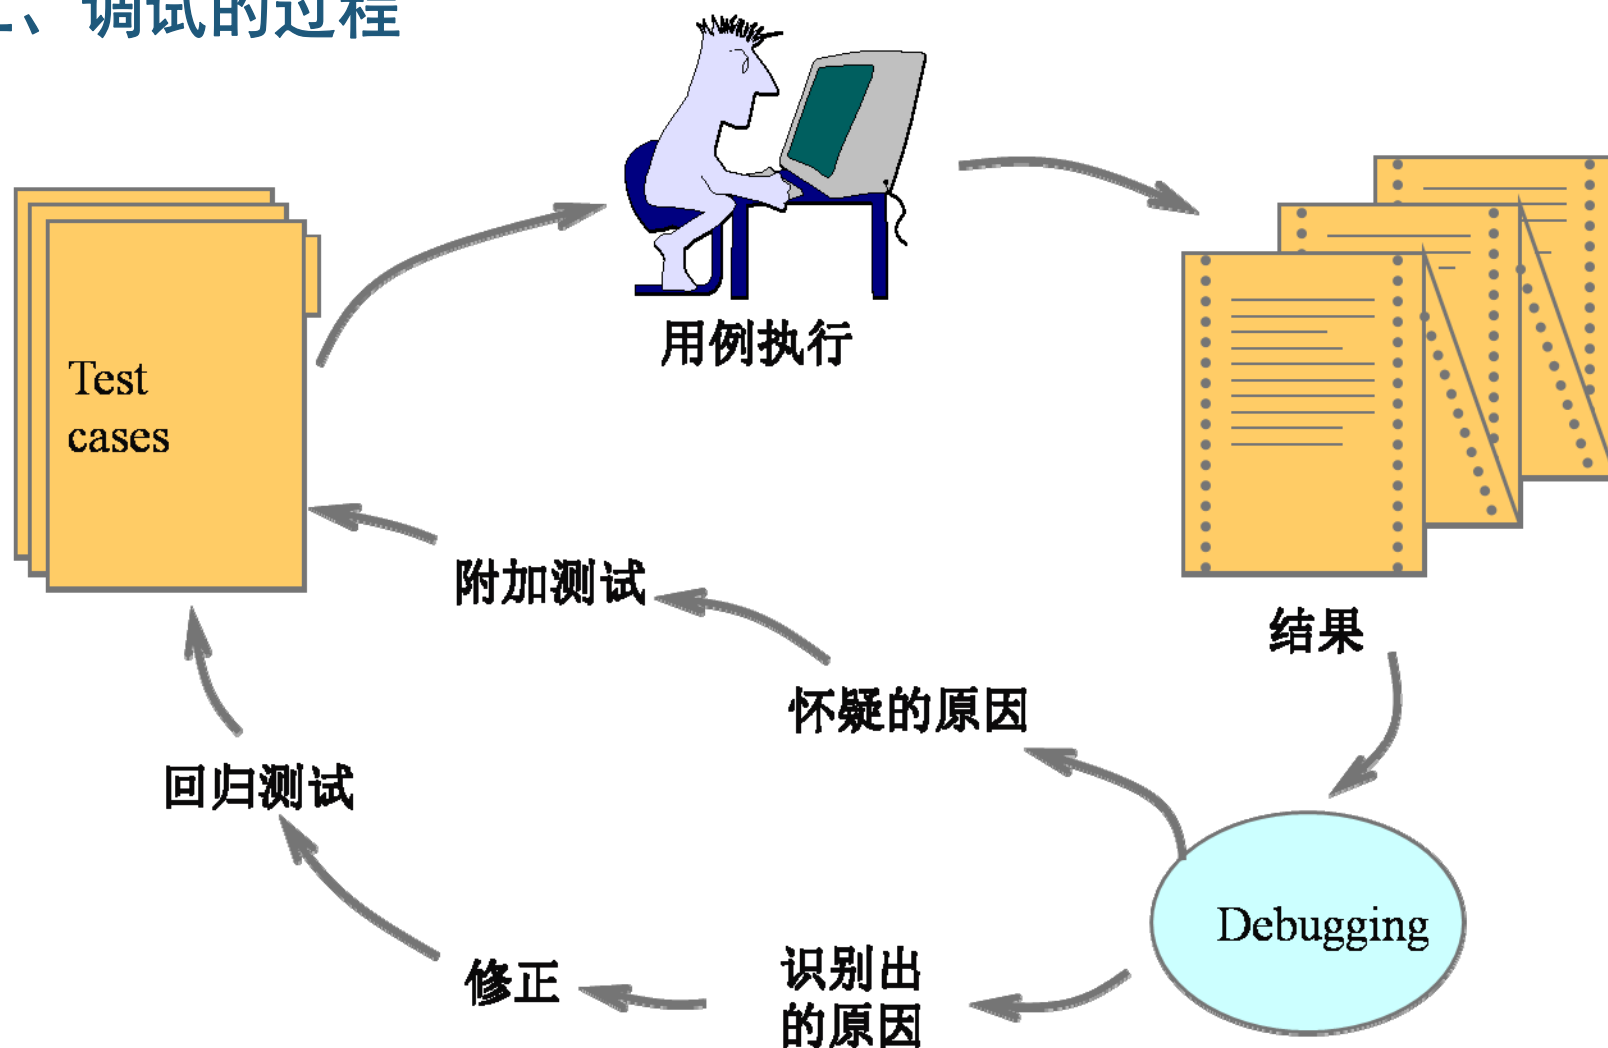 、调试的过程
用例执行
Test
cases
附加测试
结果
怀疑的原因
回归测试
Debugging
修正
识别出
的原因